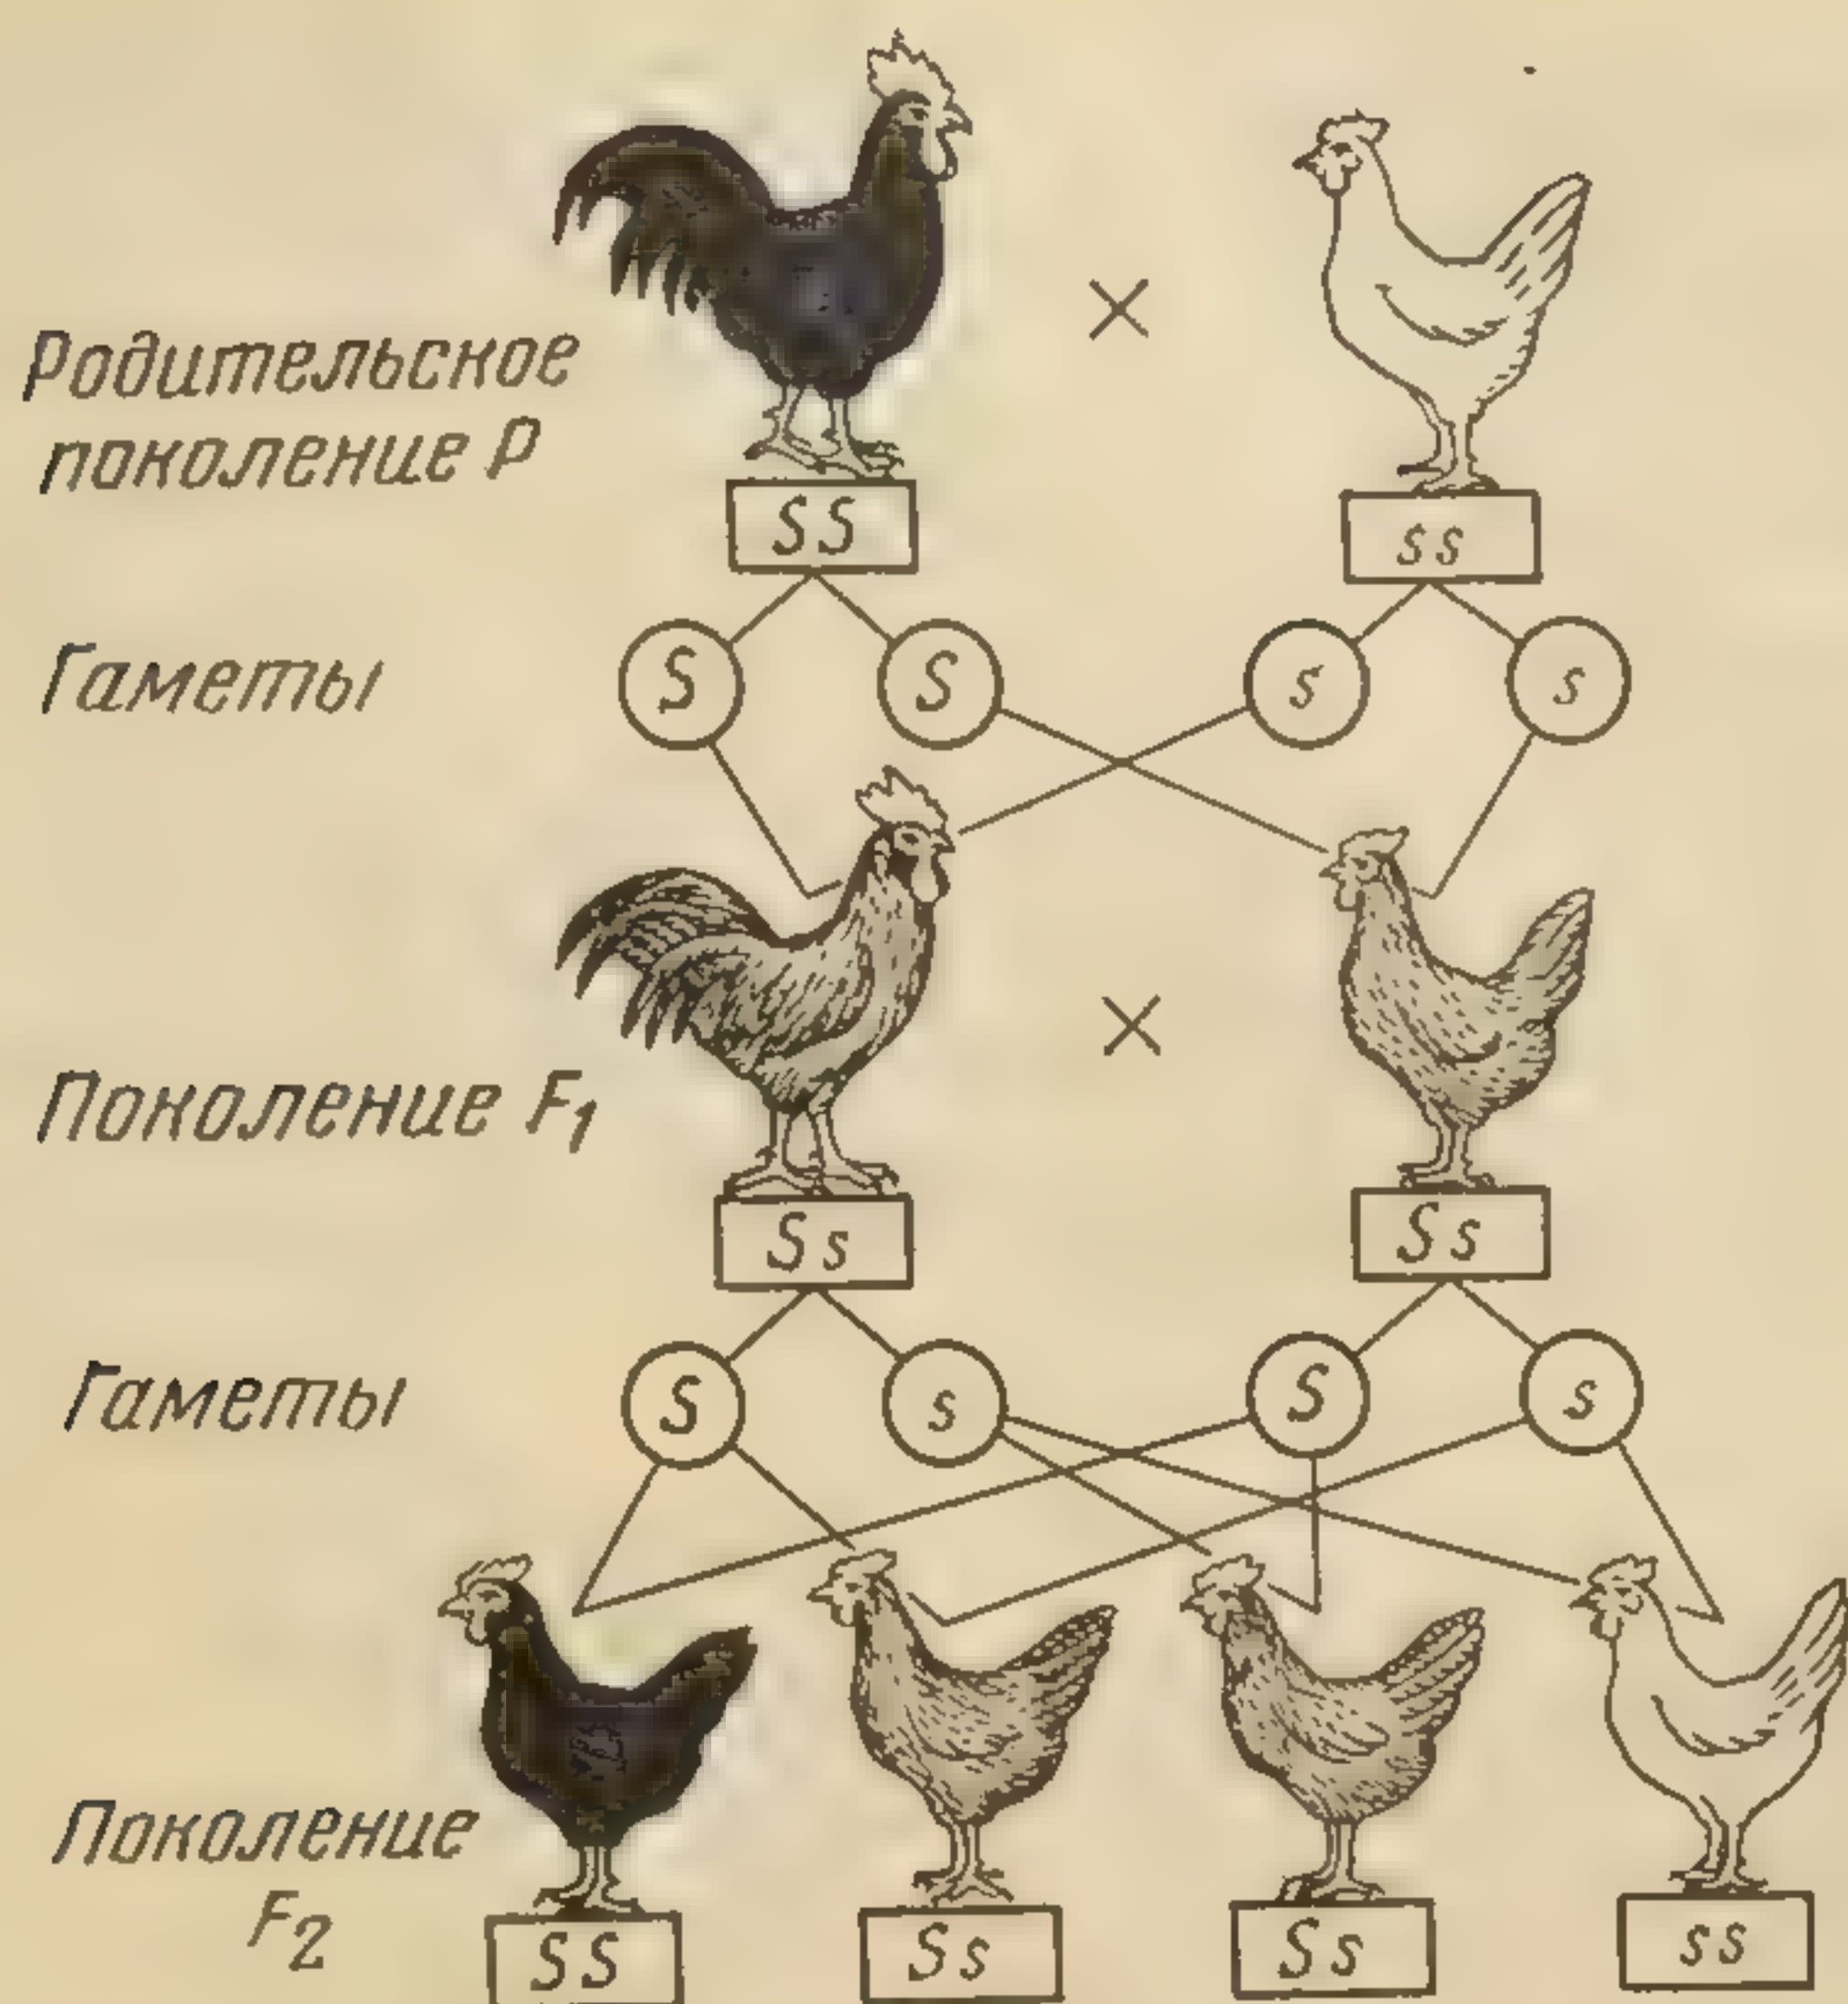 Родительское
поколение P
SS
ss
Гаметы
S
S
s
s
Поколение F1
Ss
Ss
Гаметы
S
s
S
s
Поколение
F2
SS
Ss
Ss
ss